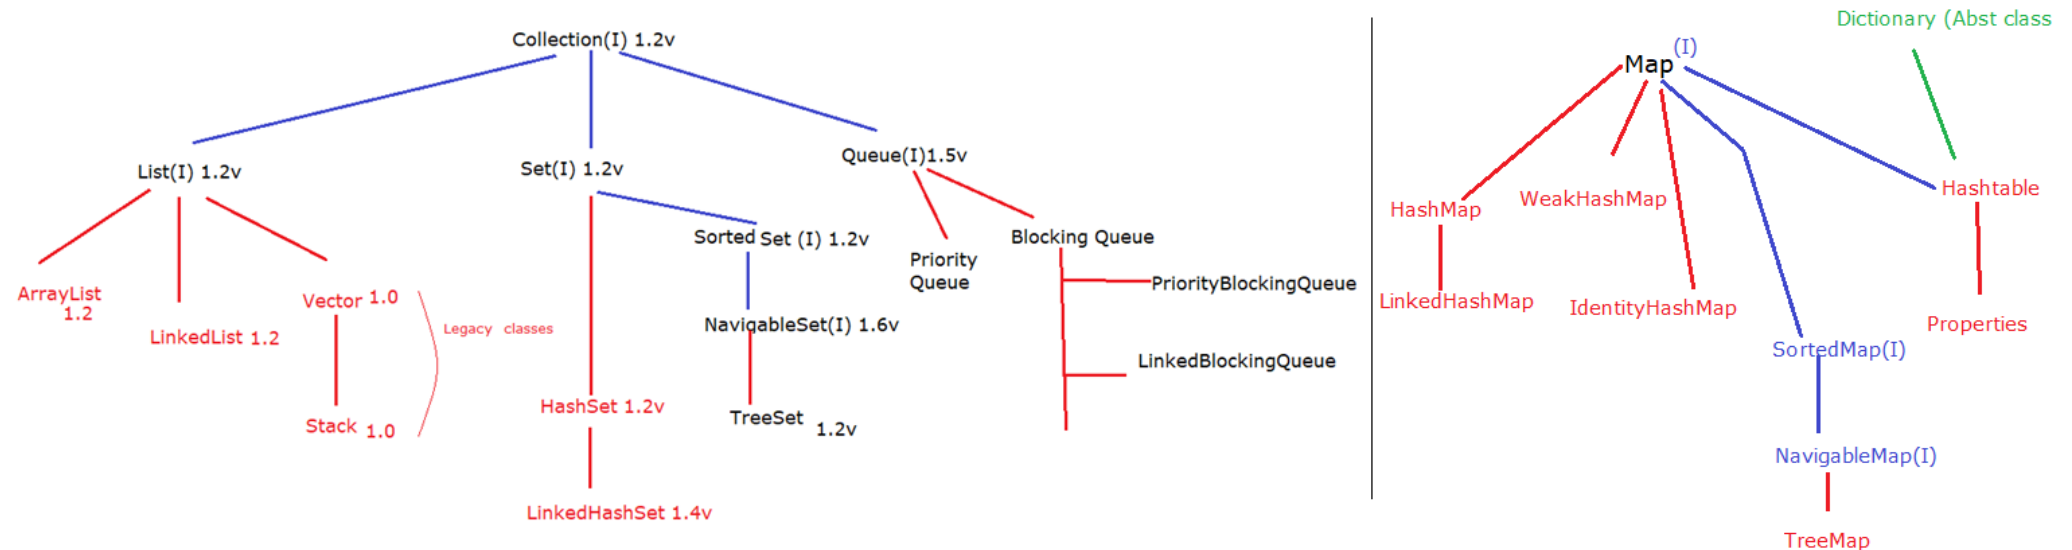 Collection(I) 1.2v
List(I) 1.2v
Set(I) 1.2v
Queue(I)1.5v
Sorted Set (I) 1.2v
Priority
Queue
Blocking Queue
ArrayList
1.2
LinkedList 1.2
Vector 1.0
Legacy classes
Stack 1.0
NavigableSet(I) 1.6v
PriorityBlockingQueue
LinkedBlockingQueue
HashSet 1.2v
TreeSet 1.2v
LinkedHashSet 1.4v
Dictionary (Abst class
Map (I)
HashMap
WeakHashMap
Hashtable
LinkedHashMap
IdentityHashMap
Properties
SortedMap(I)
NavigableMap(I)
TreeMap